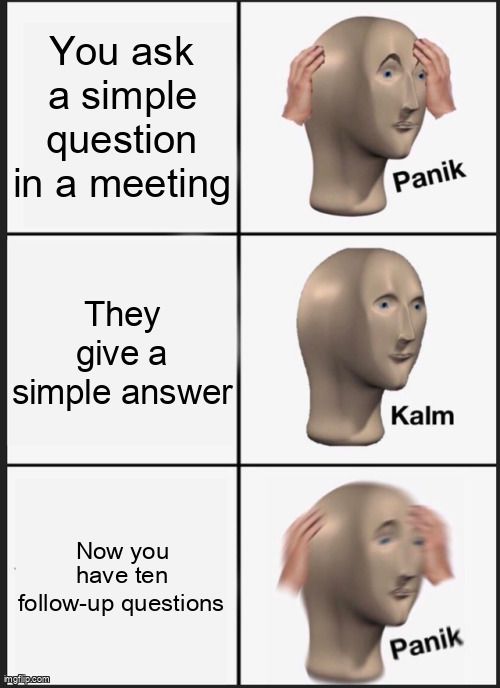 You ask
a simple
question
in a meeting
Panik
They
give a
simple answer
Kalm
Now you
have ten
follow-up questions
Panik
imgflip.com